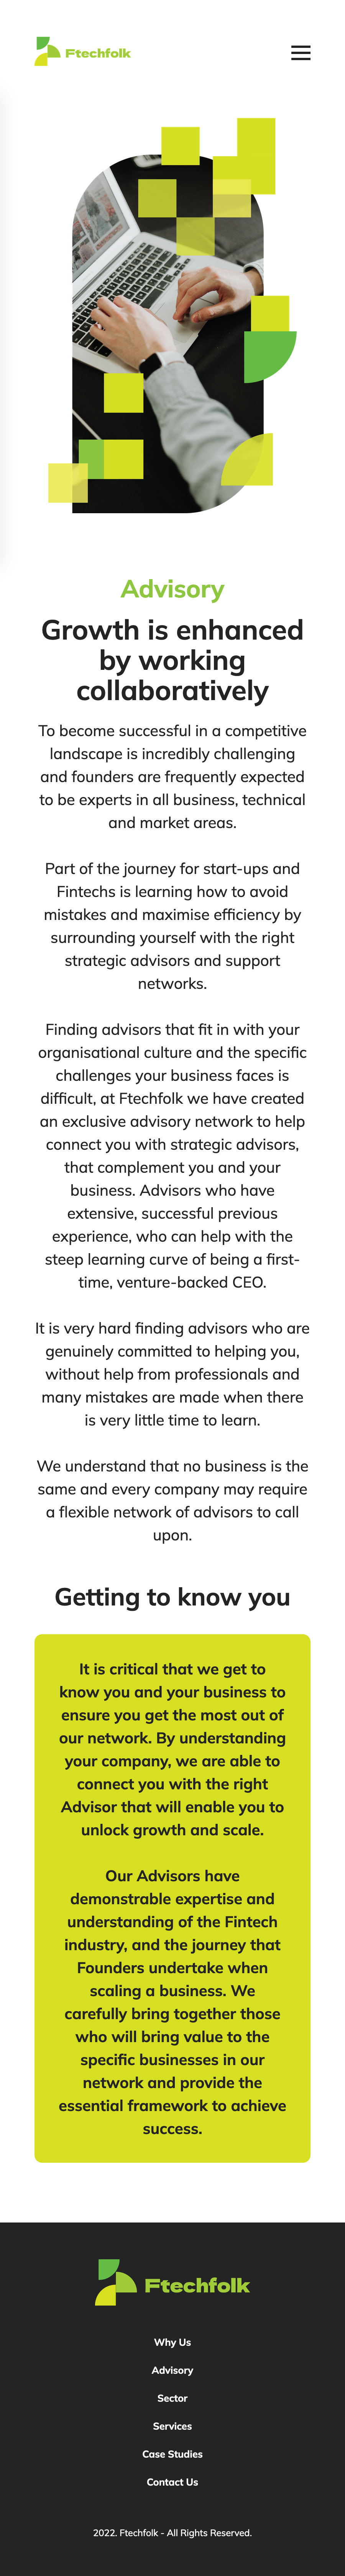 Ftechfolk
Advisory
Growth is enhanced
by working
collaboratively
To become successful in a competitive
landscape is incredibly challenging
and founders are frequently expected
to be experts in all business, technical
and market areas.
Part of the journey for start-ups and
Fintechs is learning how to avoid
mistakes and maximise efficiency by
surrounding yourself with the right
strategic advisors and support
networks.
Finding advisors that fit in with your
organisational culture and the specific
challenges your business faces is
difficult, at Ftechfolk we have created
an exclusive advisory network to help
connect you with strategic advisors,
that complement you and your
business. Advisors who have
extensive, successful previous
experience, who can help with the
steep learning curve of being a first-
time, venture-backed CEO.
It is very hard finding advisors who are
genuinely committed to helping you,
without help from professionals and
many mistakes are made when there
is very little time to learn.
We understand that no business is the
same and every company may require
a flexible network of advisors to call
upon.
Getting to know you
It is critical that we get to
know you and your business to
ensure you get the most out of
our network. By understanding
your company, we are able to
connect you with the right
Advisor that will enable you to
unlock growth and scale.
Our Advisors have
demonstrable expertise and
understanding of the Fintech
industry, and the journey that
Founders undertake when
scaling a business. We
carefully bring together those
who will bring value to the
specific businesses in our
network and provide the
essential framework to achieve
success.
Ftechfolk
Why Us
Advisory
Sector
Services
Case Studies
Contact Us
2022. Ftechfolk - All Rights Reserved.